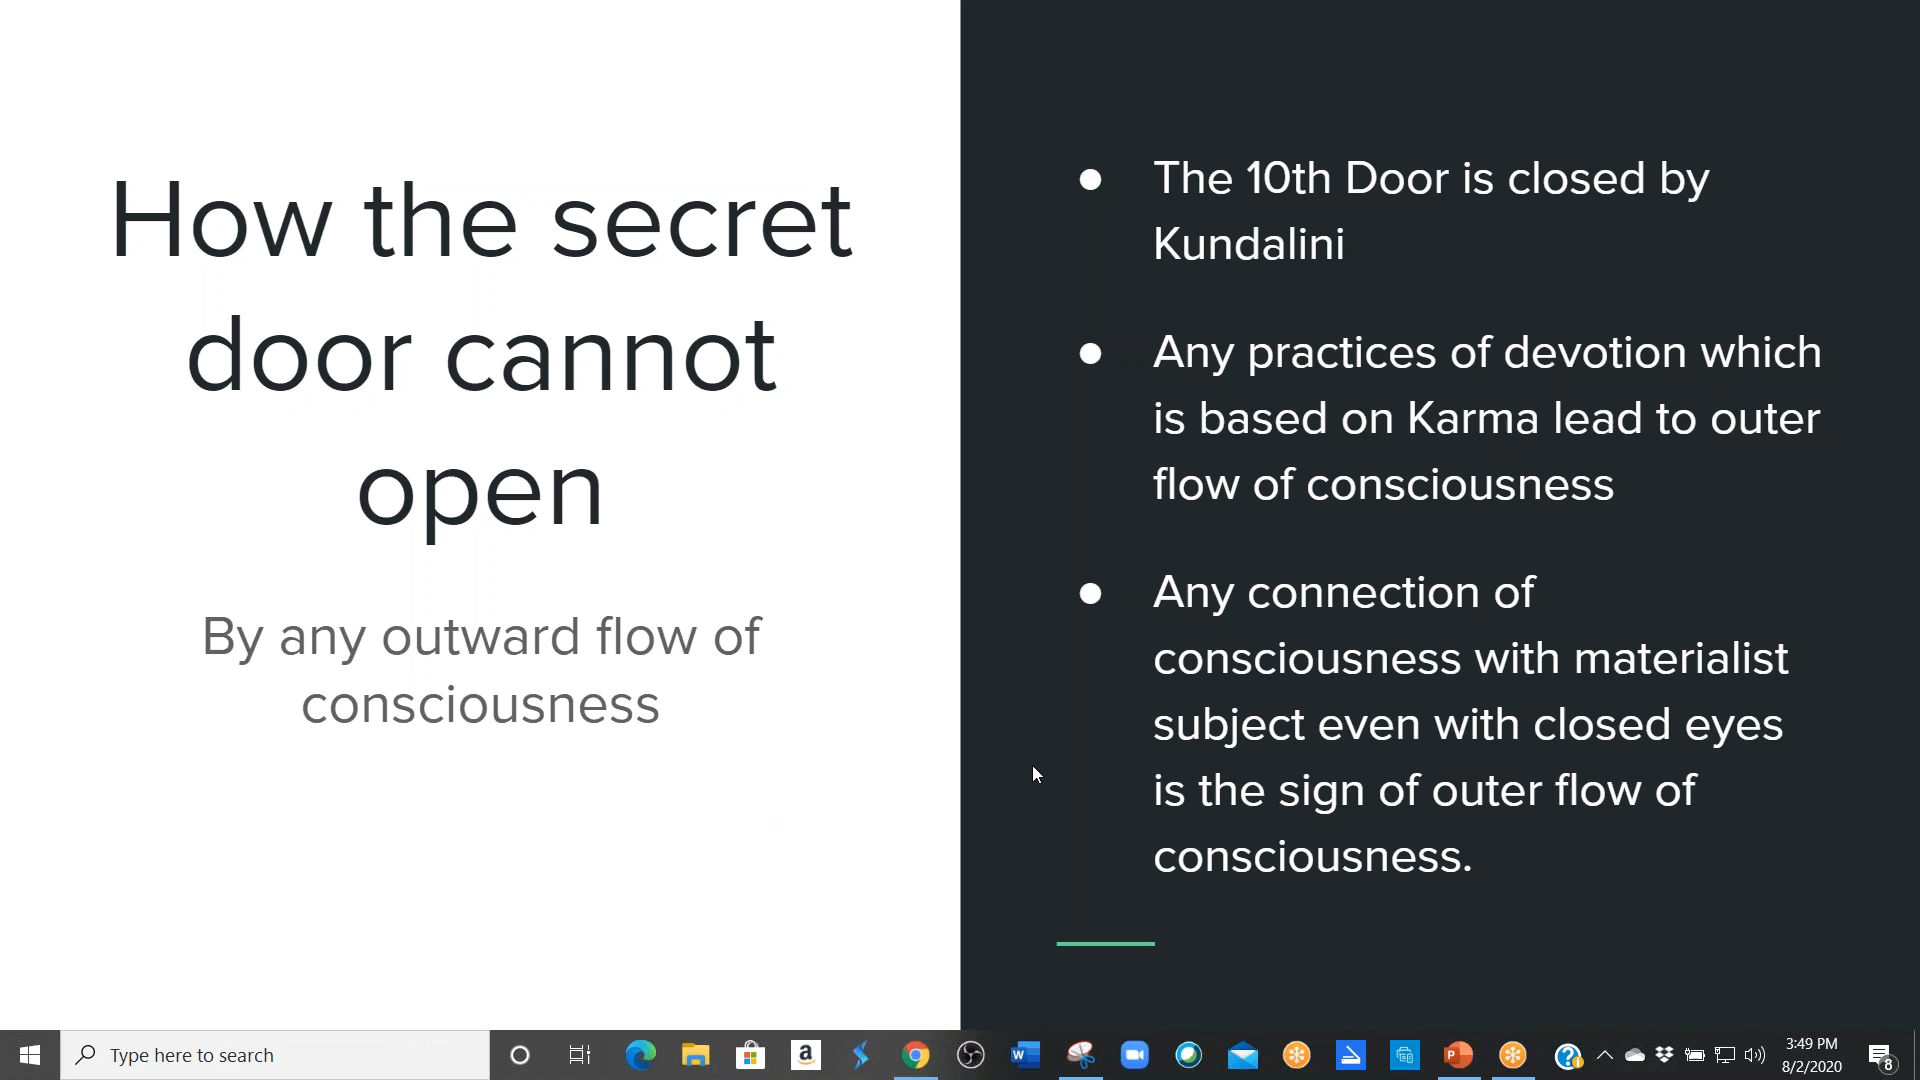 How the secret
door cannot
open
By any outward flow of
consciousness
● The 10th Door is closed by
Kundalini
● Any practices of devotion which
is based on Karma lead to outer
flow of consciousness
● Any connection of
consciousness with materialist
subject even with closed eyes
is the sign of outer flow of
consciousness.
Type here to search
a
W
P
3:49 PM
8/2/2020
8